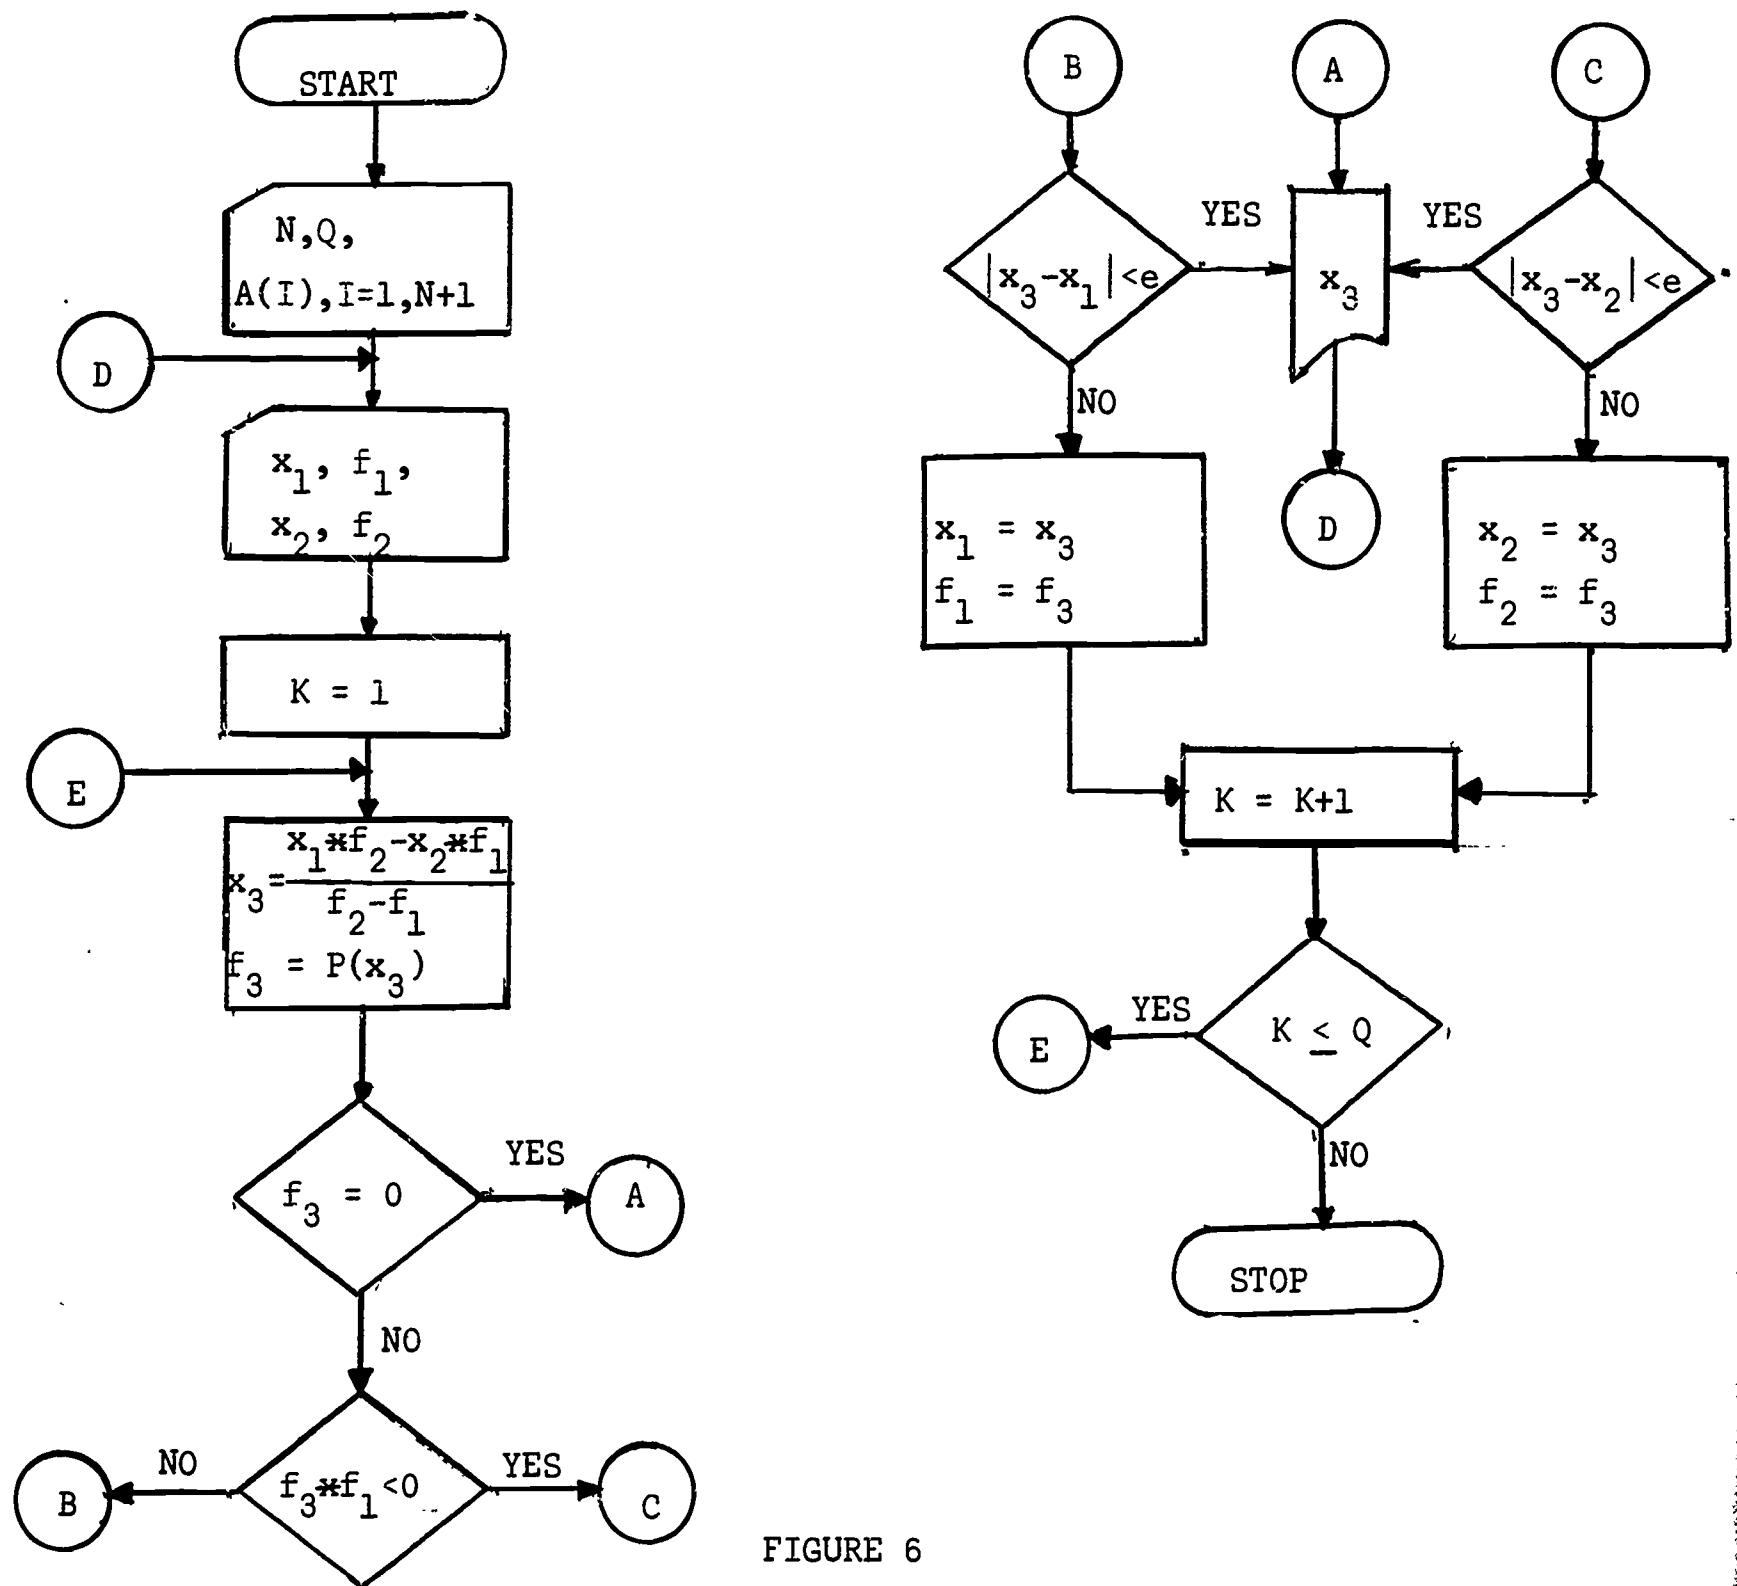 START
N,Q,
A(I),I=1,N+1
D
x₁, f₁,
x₂, f₂
K = 1
E
x₁*f₂-x₂*f₁
x₃=
f₂-f₁
f₃ = P(x₃)
f₃ = 0
YES
A
NO
f₃*f₁<0
NO
B
YES
C
B
A
C
|x₃-x₁|<e
YES
x₃
YES
|x₃-x₂|<e
NO
NO
x₁ = x₃
f₁ = f₃
D
x₂ = x₃
f₂ = f₃
K = K+1
K ≤ Q
YES
E
NO
STOP
FIGURE 6